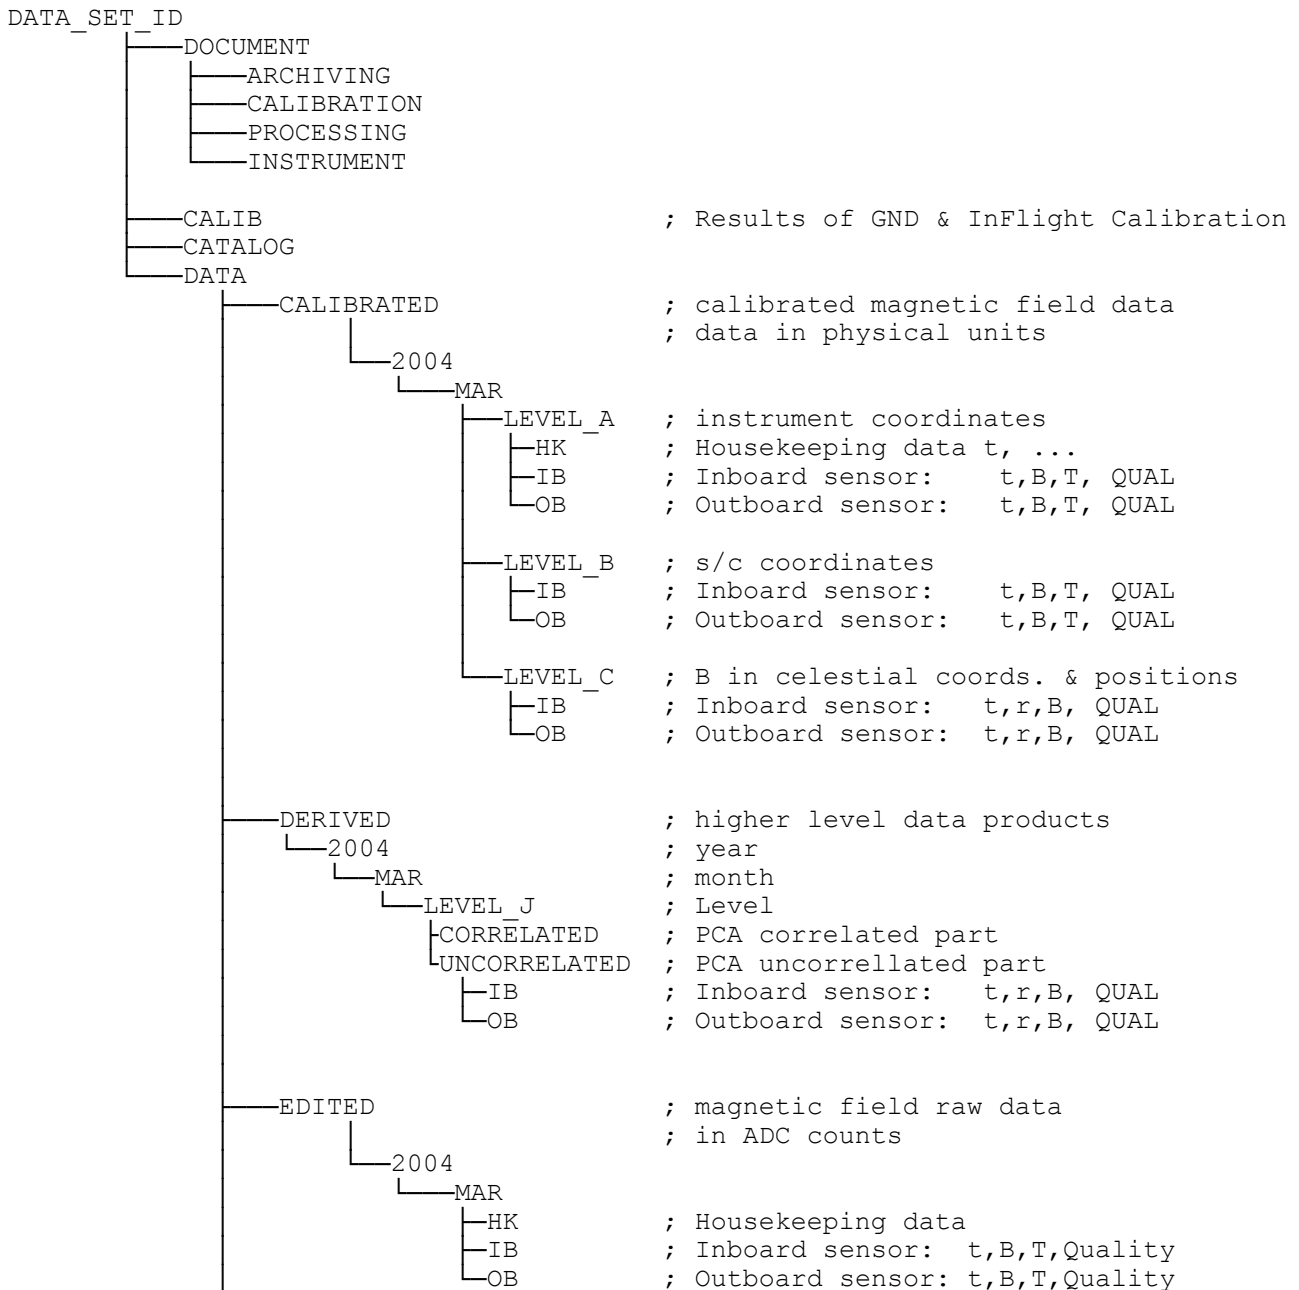 DATA_SET_ID
DOCUMENT
ARCHIVING
CALIBRATION
PROCESSING
INSTRUMENT
CALIB ; Results of GND & InFlight Calibration
CATALOG
DATA
CALIBRATED ; calibrated magnetic field data
; data in physical units
2004
MAR
LEVEL_A ; instrument coordinates
HK ; Housekeeping data t, ...
IB ; Inboard sensor: t,B,T, QUAL
OB ; Outboard sensor: t,B,T, QUAL
LEVEL_B ; s/c coordinates
IB ; Inboard sensor: t,B,T, QUAL
OB ; Outboard sensor: t,B,T, QUAL
LEVEL_C ; B in celestial coords. & positions
IB ; Inboard sensor: t,r,B, QUAL
OB ; Outboard sensor: t,r,B, QUAL
DERIVED ; higher level data products
2004 ; year
MAR ; month
LEVEL_J ; Level
CORRELATED ; PCA correlated part
UNCORRELATED ; PCA uncorrellated part
IB ; Inboard sensor: t,r,B, QUAL
OB ; Outboard sensor: t,r,B, QUAL
EDITED ; magnetic field raw data
; in ADC counts
2004
MAR
HK ; Housekeeping data
IB ; Inboard sensor: t,B,T,Quality
OB ; Outboard sensor: t,B,T,Quality